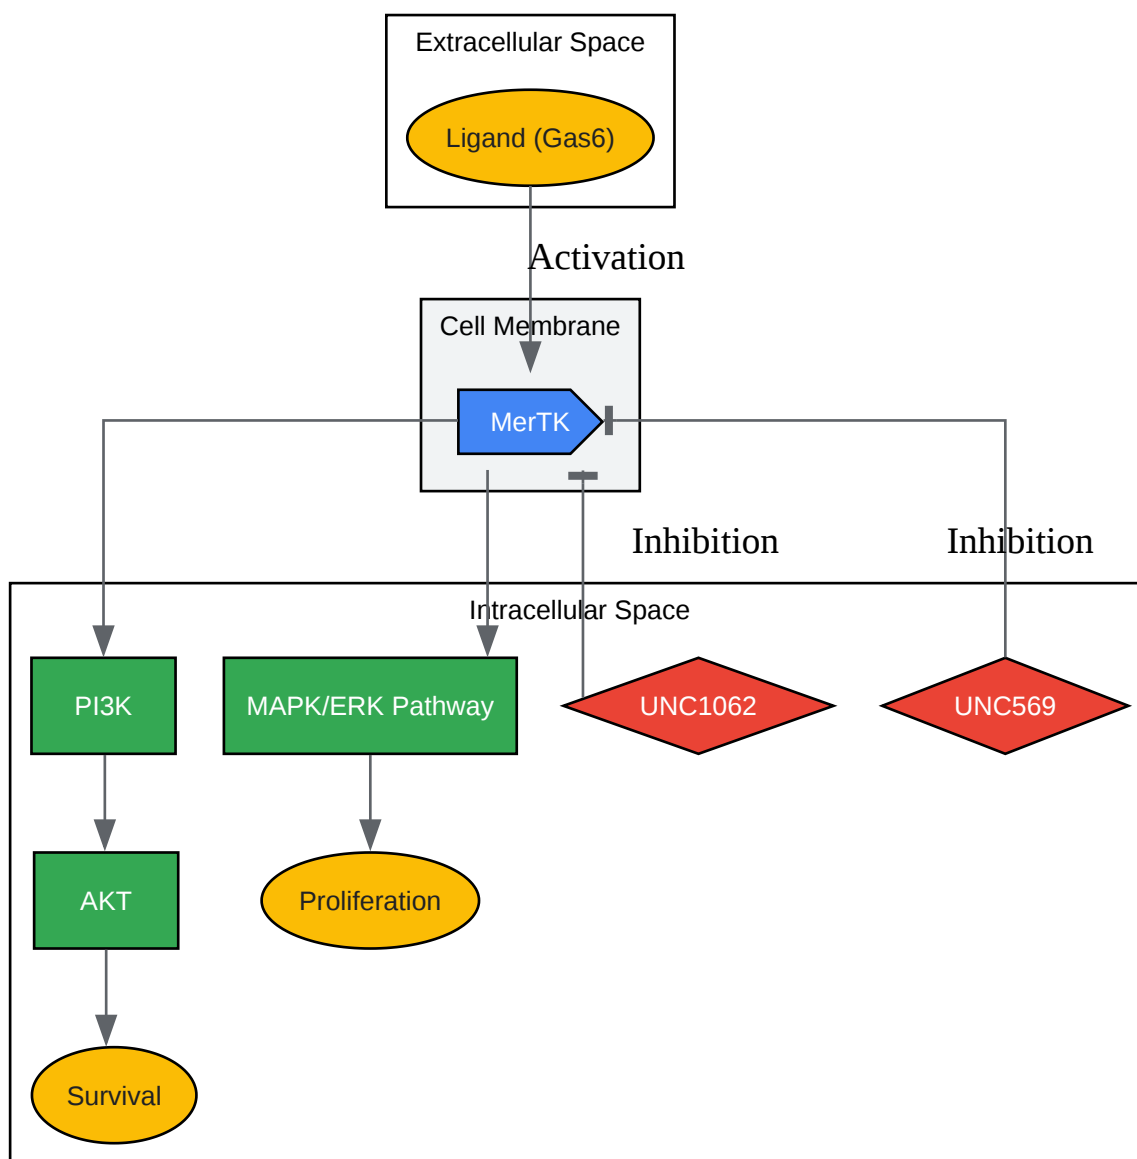 Extracellular Space
Ligand (Gas6)
Activation
Cell Membrane
MerTK
Inhibition
Inhibition
Intracellular Space
PI3K
MAPK/ERK Pathway
UNC1062
UNC569
AKT
Proliferation
Survival